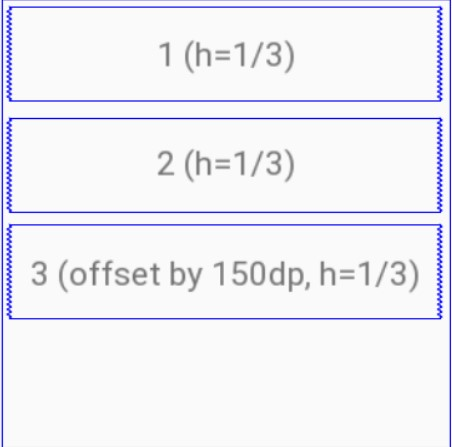 1 (h=1/3)
2 (h=1/3)
3 (offset by 150dp, h=1/3)